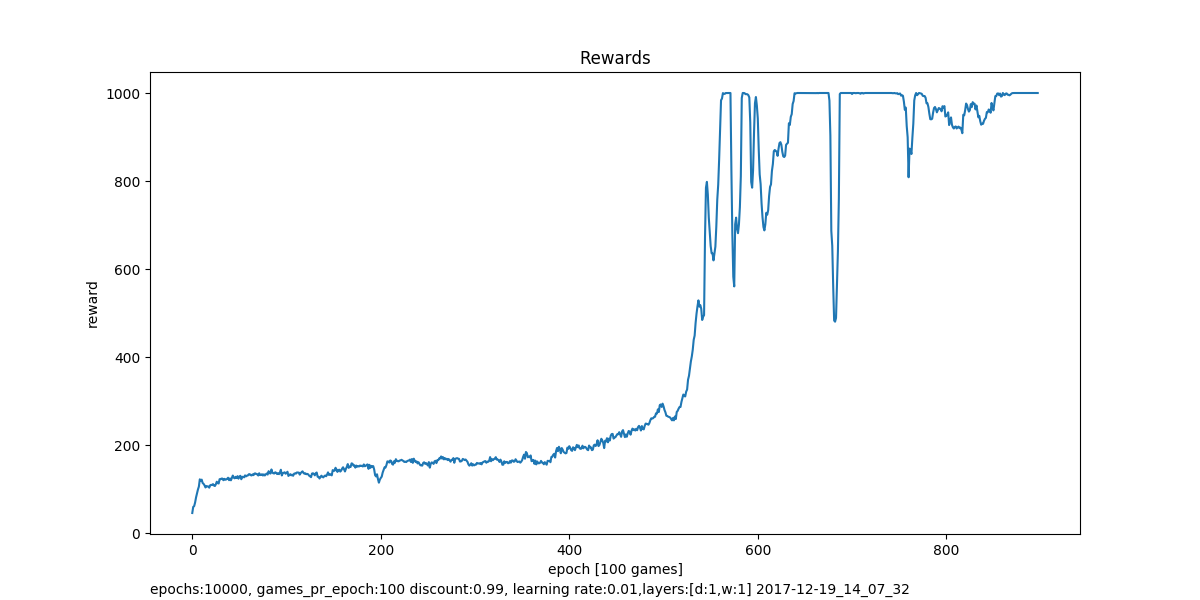 Rewards
1000
800
600
400
200
0
reward
0 200 400 600 800
epoch [100 games]
epochs:10000, games_pr_epoch:100 discount:0.99, learning rate:0.01,layers:[d:1,w:1] 2017-12-19_14_07_32